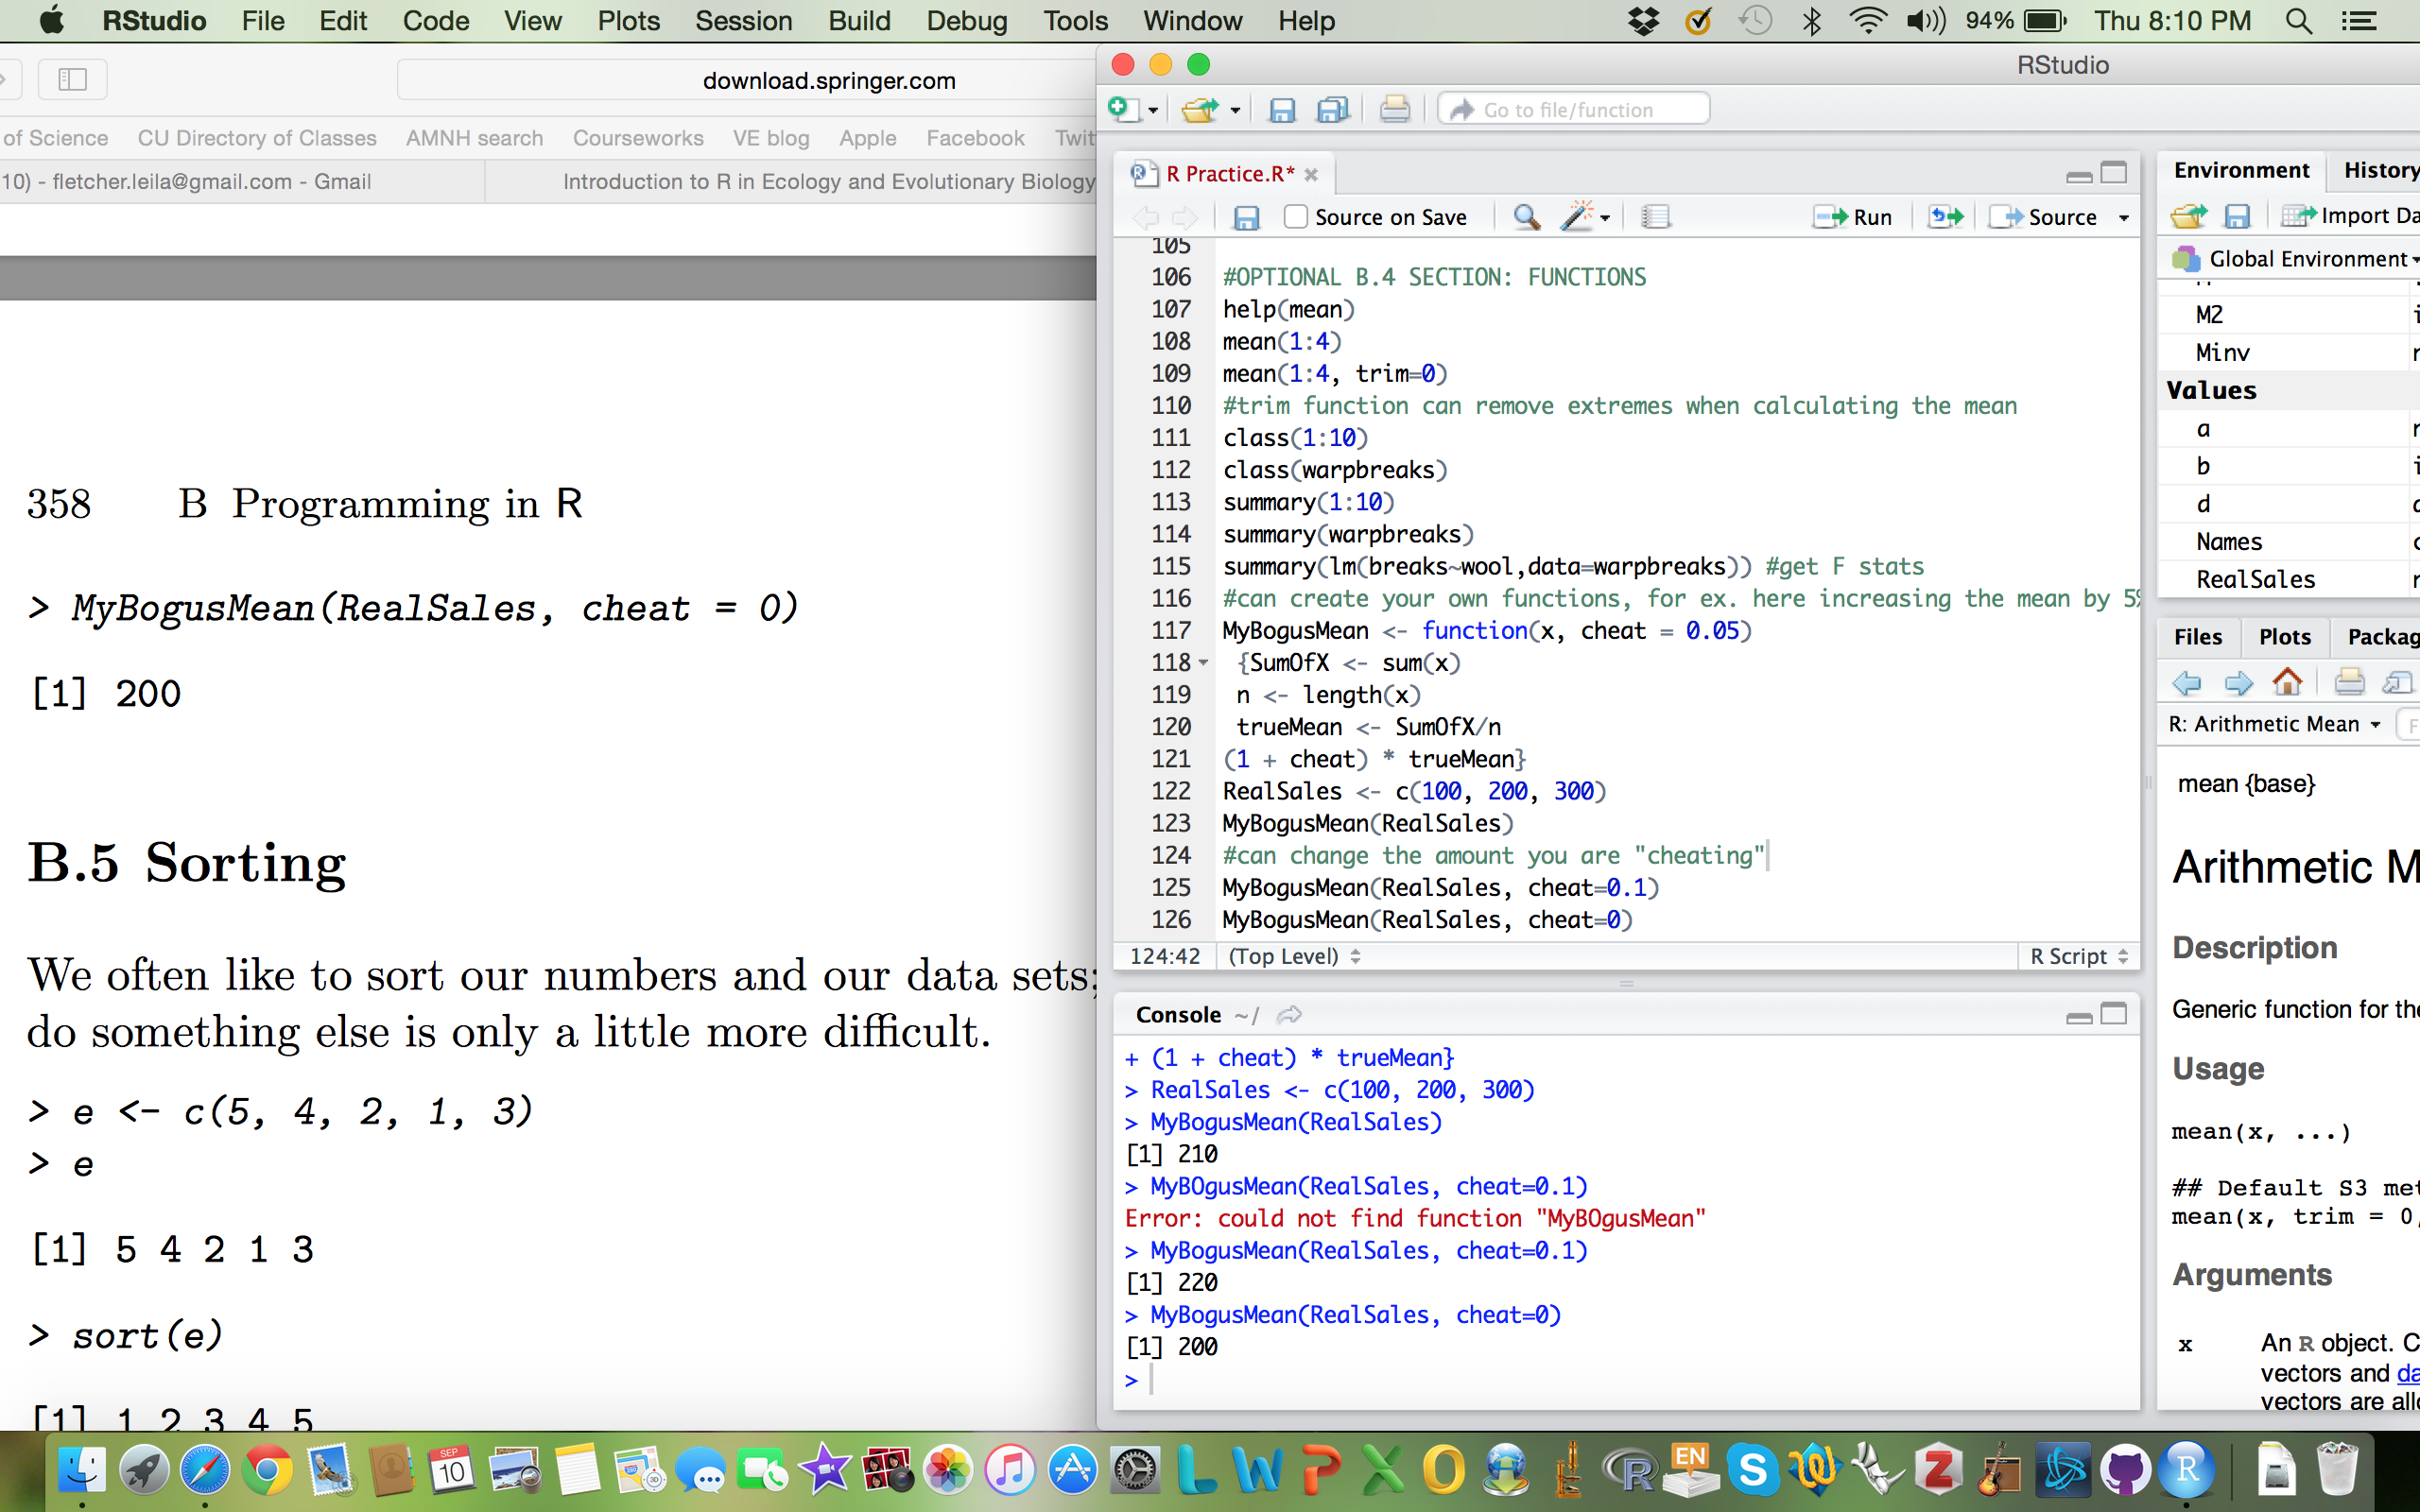 RStudio File Edit Code View Plots Session Build Debug Tools Window Help 94% Thu 8:10 PM
download.springer.com
of Science CU Directory of Classes AMNH search Courseworks VE blog Apple Facebook Twit
10) - fletcher.leila@gmail.com - Gmail Introduction to R in Ecology and Evolutionary Biology
358 B Programming in R
> MyBogusMean(RealSales, cheat = 0)
[1] 200
B.5 Sorting
We often like to sort our numbers and our data sets;
do something else is only a little more difficult.
> e <- c(5, 4, 2, 1, 3)
> e
[1] 5 4 2 1 3
> sort(e)
[1] 1 2 3 4 5
RStudio
Go to file/function
R Practice.R*
Source on Save Run Source
105
106 #OPTIONAL B.4 SECTION: FUNCTIONS
107 help(mean)
108 mean(1:4)
109 mean(1:4, trim=0)
110 #trim function can remove extremes when calculating the mean
111 class(1:10)
112 class(warpbreaks)
113 summary(1:10)
114 summary(warpbreaks)
115 summary(lm(breaks~wool,data=warpbreaks)) #get F stats
116 #can create your own functions, for ex. here increasing the mean by 5%
117 MyBogusMean <- function(x, cheat = 0.05)
118 {SumOfX <- sum(x)
119 n <- length(x)
120 trueMean <- SumOfX/n
121 (1 + cheat) * trueMean}
122 RealSales <- c(100, 200, 300)
123 MyBogusMean(RealSales)
124 #can change the amount you are "cheating"
125 MyBogusMean(RealSales, cheat=0.1)
126 MyBogusMean(RealSales, cheat=0)
124:42 (Top Level) R Script
Console ~/
+ (1 + cheat) * trueMean}
> RealSales <- c(100, 200, 300)
> MyBogusMean(RealSales)
[1] 210
> MyBOgusMean(RealSales, cheat=0.1)
Error: could not find function "MyBOgusMean"
> MyBogusMean(RealSales, cheat=0.1)
[1] 220
> MyBogusMean(RealSales, cheat=0)
[1] 200
>
Environment History
Import Da
Global Environment
M2
Minv
Values
a
b
d
Names
RealSales
Files Plots Packag
R: Arithmetic Mean
mean {base}
Arithmetic M
Description
Generic function for the
Usage
mean(x, ...)
## Default S3 met
mean(x, trim = 0,
Arguments
x An R object. C
vectors and da
vectors are allo
SEP
10
L W P X O R EN S Z R